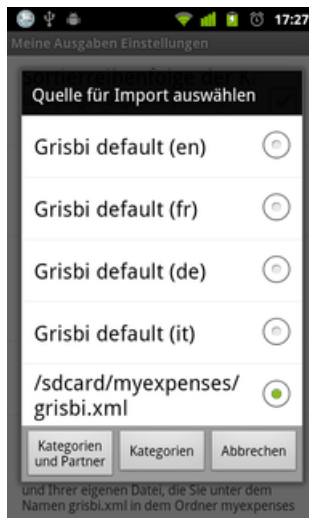 17:27
Meine Ausgaben Einstellungen
Sortierreihenfolge der K.
Quelle für Import auswählen
Grisbi default (en)
Grisbi default (fr)
Grisbi default (de)
Grisbi default (it)
/sdcard/myexpenses/
grisbi.xml
Kategorien
und Partner
Kategorien
Abbrechen
und Ihrer eigenen Datei, die Sie unter dem
Namen grisbi.xml in dem Ordner myexpenses